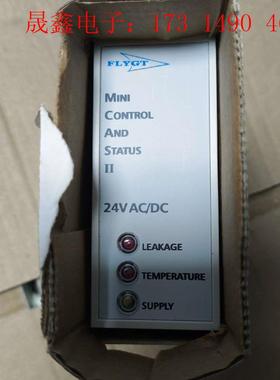 晟鑫电子：173 1490 4
FLYGT
MINI
CONTROL
AND
STATUS
II
24V AC/DC
LEAKAGE
TEMPERATURE
SUPPLY